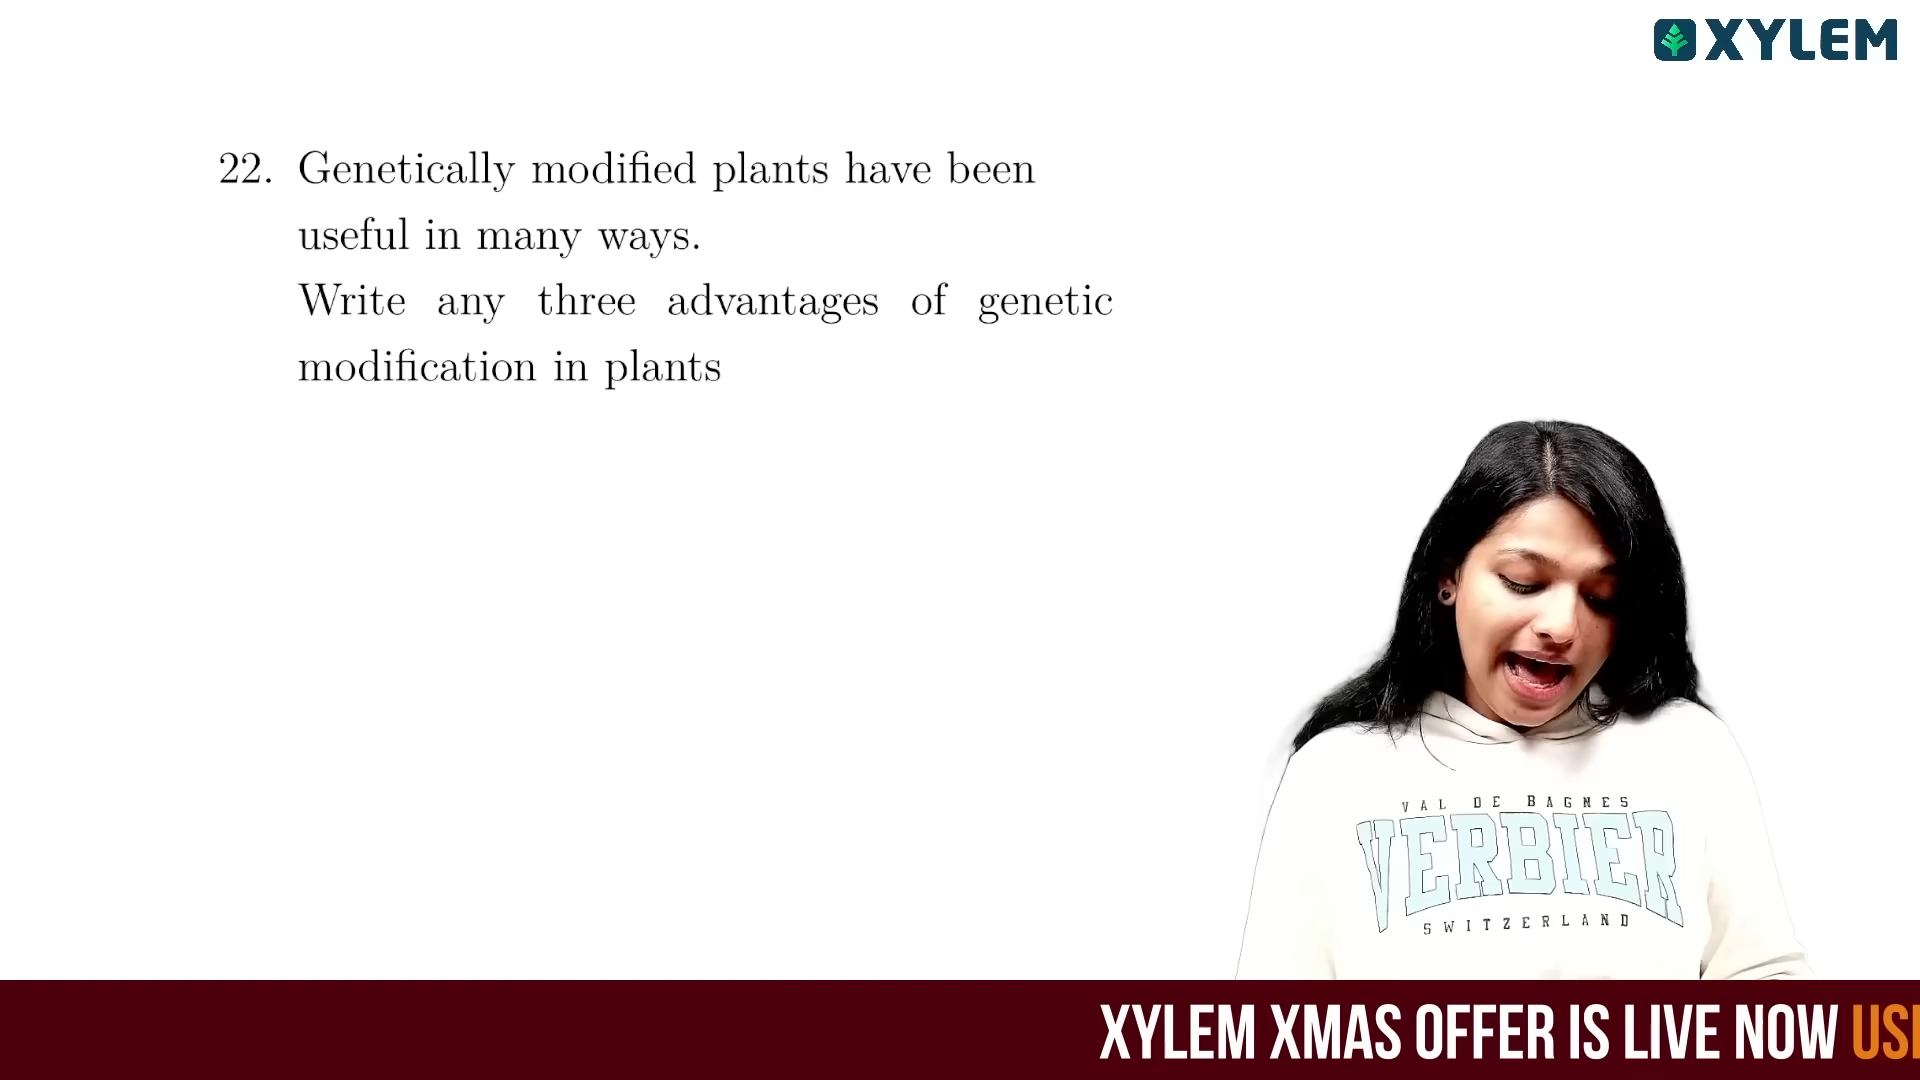 XYLEM
22. Genetically modified plants have been
useful in many ways.
Write any three advantages of genetic
modification in plants
VAL DE BAGNES
VERBIER
SWITZERLAND
XYLEM XMAS OFFER IS LIVE NOW